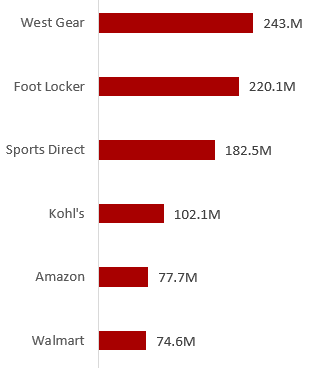 West Gear 243.M
Foot Locker 220.1M
Sports Direct 182.5M
Kohl's 102.1M
Amazon 77.7M
Walmart 74.6M